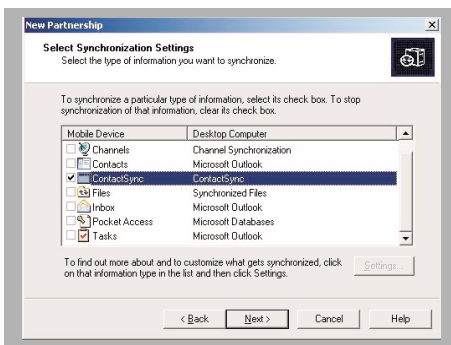 New Partnership
Select Synchronization Settings
Select the type of information you want to synchronize.
To synchronize a particular type of information, select its check box. To stop
synchronization of that information, clear its check box.
Mobile Device Desktop Computer
Channels Channel Synchronization
Contacts Microsoft Outlook
ContactSync ContactSync
Files Synchronized Files
Inbox Microsoft Outlook
Pocket Access Microsoft Databases
Tasks Microsoft Outlook
To find out more about and to customize what gets synchronized, click
on that information type in the list and then click Settings.
Settings...
< Back Next > Cancel Help